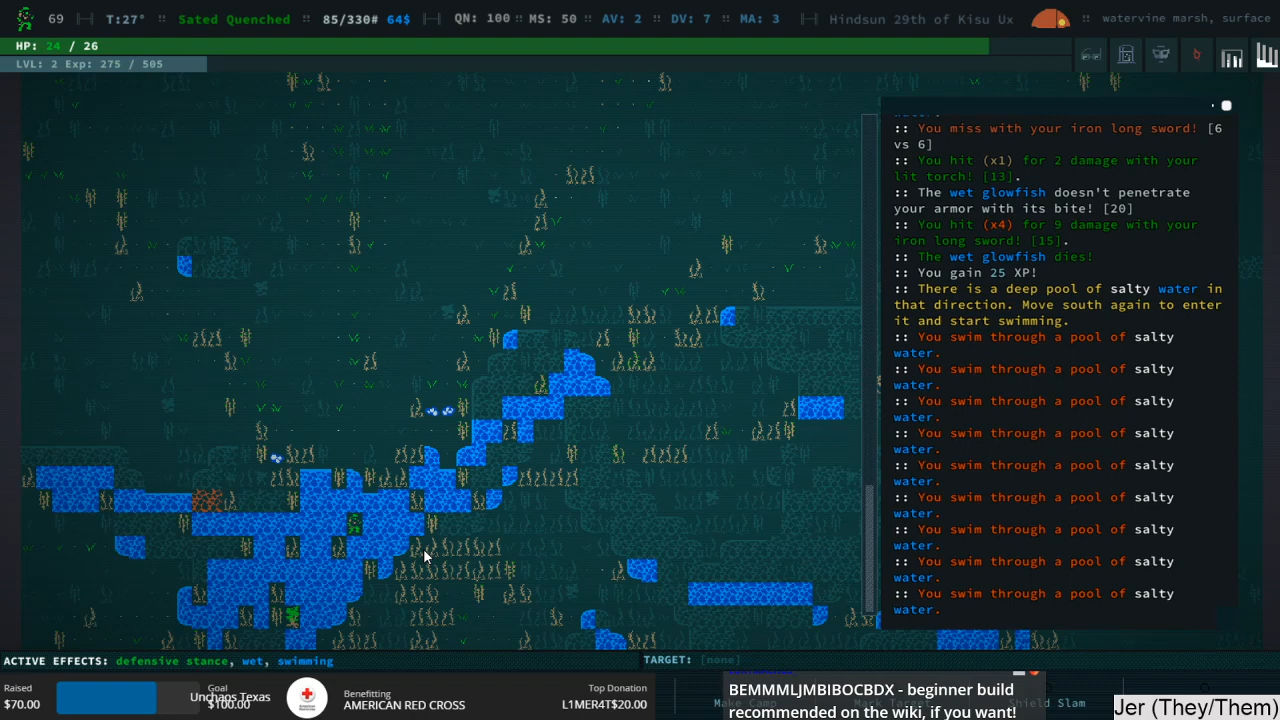 69 T:27° :: Sated Quenched :: 85/330# 64$ QN: 100 :: MS: 50 :: AV: 2 :: DV: 7 :: MA: 3 Hindsun 29th of Kisu Ux :: watervine marsh, surface
HP: 24 / 26
LVL: 2 Exp: 275 / 505
water.
:: You miss with your iron long sword! [6
vs 6]
:: You hit (x1) for 2 damage with your
lit torch! [13].
:: The wet glowfish doesn't penetrate
your armor with its bite! [20]
:: You hit (x4) for 9 damage with your
iron long sword! [15].
:: The wet glowfish dies!
:: You gain 25 XP!
:: There is a deep pool of salty water in
that direction. Move south again to enter
it and start swimming.
:: You swim through a pool of salty
water.
:: You swim through a pool of salty
water.
:: You swim through a pool of salty
water.
:: You swim through a pool of salty
water.
:: You swim through a pool of salty
water.
:: You swim through a pool of salty
water.
:: You swim through a pool of salty
water.
:: You swim through a pool of salty
water.
:: You swim through a pool of salty
water.
ACTIVE EFFECTS: defensive stance, wet, swimming
TARGET: [none]
Raised
$70.0
Goal
$100.00
Unchaos Texas
Benefitting
AMERICAN RED CROSS
Top Donation
L1MER4T$20.00
EMMMLJMBIBOCBDX - beginner build
recommended on the wiki, if you want!
Make Camp
Mark Target
Shield Slam
Jer (They/Them)